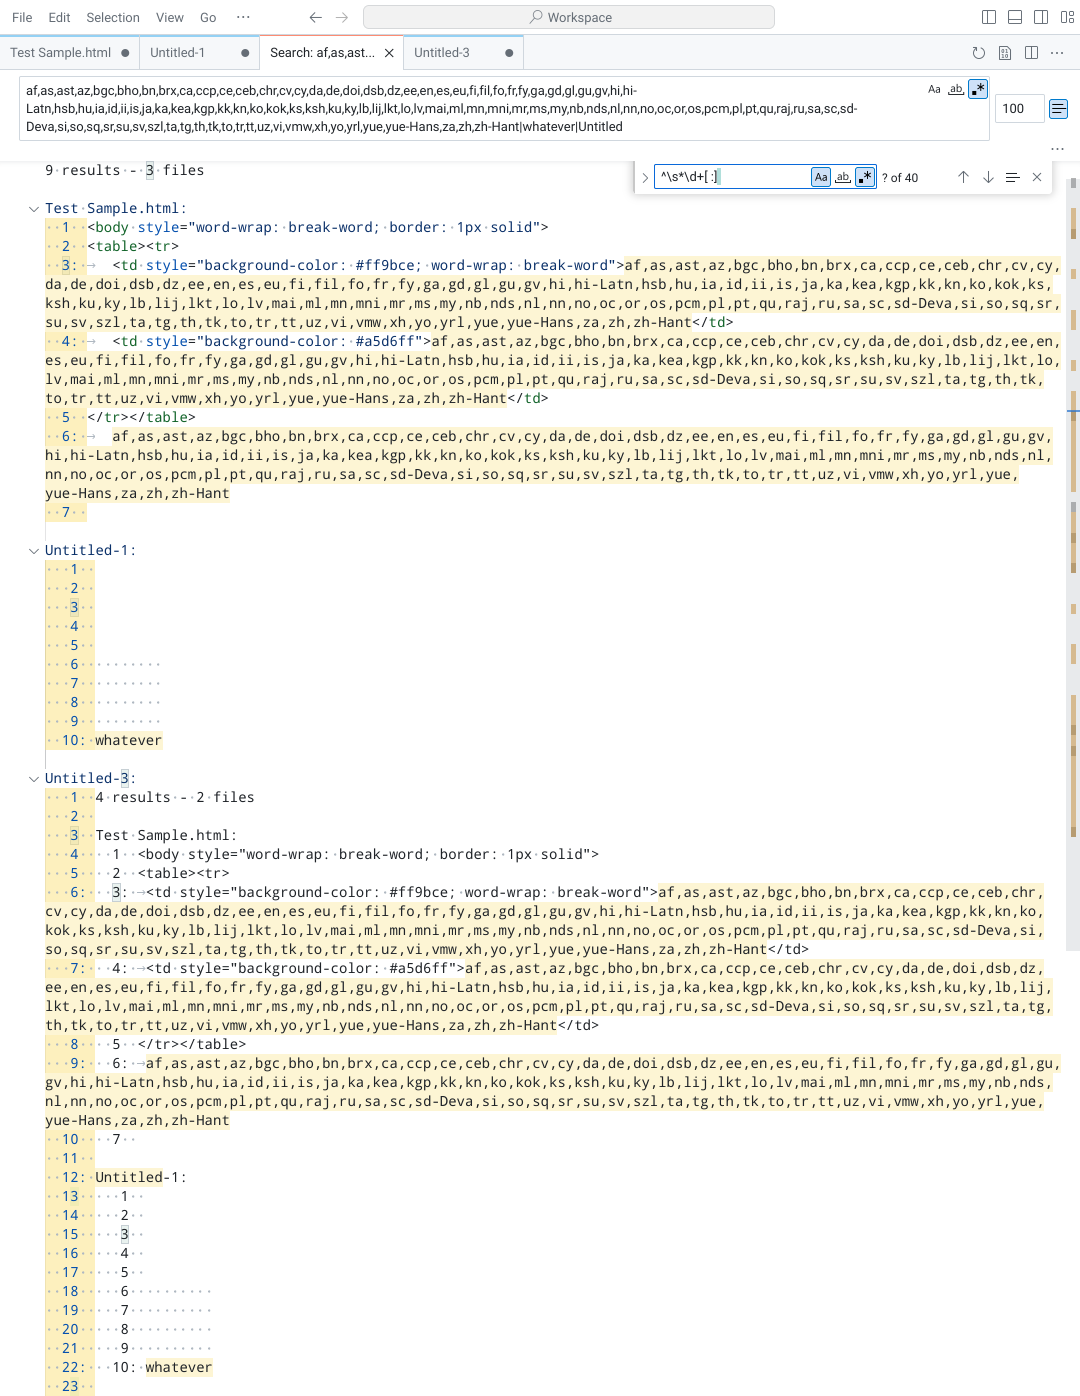 File Edit Selection View Go ··· Workspace
Test Sample.html Untitled-1 Search: af,as,ast... Untitled-3
af,as,ast,az,bgc,bho,bn,brx,ca,ccp,ce,ceb,chr,cv,cy,da,de,doi,dsb,dz,ee,en,es,eu,fi,fil,fo,fr,fy,ga,gd,gl,gu,gv,hi,hi-
Latn,hsb,hu,ia,id,ii,is,ja,ka,kea,kgp,kk,kn,ko,kok,ks,ksh,ku,ky,lb,lij,lkt,lo,lv,mai,ml,mn,mni,mr,ms,my,nb,nds,nl,nn,no,oc,or,os,pcm,pl,pt,qu,raj,ru,sa,sc,sd-
Deva,si,so,sq,sr,su,sv,szl,ta,tg,th,tk,to,tr,tt,uz,vi,vmw,xh,yo,yrl,yue,yue-Hans,za,zh,zh-Hant|whatever|Untitled
Aa ab .* 100
9 results - 3 files
^\s*\d+[ :] Aa ab .* ? of 40
Test Sample.html:
1 <body style="word-wrap: break-word; border: 1px solid">
2 <table><tr>
3: <td style="background-color: #ff9bce; word-wrap: break-word">af,as,ast,az,bgc,bho,bn,brx,ca,ccp,ce,ceb,chr,cv,cy,
da,de,doi,dsb,dz,ee,en,es,eu,fi,fil,fo,fr,fy,ga,gd,gl,gu,gv,hi,hi-Latn,hsb,hu,ia,id,ii,is,ja,ka,kea,kgp,kk,kn,ko,kok,ks,
ksh,ku,ky,lb,lij,lkt,lo,lv,mai,ml,mn,mni,mr,ms,my,nb,nds,nl,nn,no,oc,or,os,pcm,pl,pt,qu,raj,ru,sa,sc,sd-Deva,si,so,sq,sr,
su,sv,szl,ta,tg,th,tk,to,tr,tt,uz,vi,vmw,xh,yo,yrl,yue,yue-Hans,za,zh,zh-Hant</td>
4: <td style="background-color: #a5d6ff">af,as,ast,az,bgc,bho,bn,brx,ca,ccp,ce,ceb,chr,cv,cy,da,de,doi,dsb,dz,ee,en,
es,eu,fi,fil,fo,fr,fy,ga,gd,gl,gu,gv,hi,hi-Latn,hsb,hu,ia,id,ii,is,ja,ka,kea,kgp,kk,kn,ko,kok,ks,ksh,ku,ky,lb,lij,lkt,lo,
lv,mai,ml,mn,mni,mr,ms,my,nb,nds,nl,nn,no,oc,or,os,pcm,pl,pt,qu,raj,ru,sa,sc,sd-Deva,si,so,sq,sr,su,sv,szl,ta,tg,th,tk,
to,tr,tt,uz,vi,vmw,xh,yo,yrl,yue,yue-Hans,za,zh,zh-Hant</td>
5 </tr></table>
6: af,as,ast,az,bgc,bho,bn,brx,ca,ccp,ce,ceb,chr,cv,cy,da,de,doi,dsb,dz,ee,en,es,eu,fi,fil,fo,fr,fy,ga,gd,gl,gu,gv,
hi,hi-Latn,hsb,hu,ia,id,ii,is,ja,ka,kea,kgp,kk,kn,ko,kok,ks,ksh,ku,ky,lb,lij,lkt,lo,lv,mai,ml,mn,mni,mr,ms,my,nb,nds,nl,
nn,no,oc,or,os,pcm,pl,pt,qu,raj,ru,sa,sc,sd-Deva,si,so,sq,sr,su,sv,szl,ta,tg,th,tk,to,tr,tt,uz,vi,vmw,xh,yo,yrl,yue,
yue-Hans,za,zh,zh-Hant
7
Untitled-1:
1
2
3
4
5
6
7
8
9
10: whatever
Untitled-3:
1 4 results - 2 files
2
3 Test Sample.html:
4 1 <body style="word-wrap: break-word; border: 1px solid">
5 2 <table><tr>
6: 3: <td style="background-color: #ff9bce; word-wrap: break-word">af,as,ast,az,bgc,bho,bn,brx,ca,ccp,ce,ceb,chr,
cv,cy,da,de,doi,dsb,dz,ee,en,es,eu,fi,fil,fo,fr,fy,ga,gd,gl,gu,gv,hi,hi-Latn,hsb,hu,ia,id,ii,is,ja,ka,kea,kgp,kk,kn,ko,
kok,ks,ksh,ku,ky,lb,lij,lkt,lo,lv,mai,ml,mn,mni,mr,ms,my,nb,nds,nl,nn,no,oc,or,os,pcm,pl,pt,qu,raj,ru,sa,sc,sd-Deva,si,
so,sq,sr,su,sv,szl,ta,tg,th,tk,to,tr,tt,uz,vi,vmw,xh,yo,yrl,yue,yue-Hans,za,zh,zh-Hant</td>
7: 4: <td style="background-color: #a5d6ff">af,as,ast,az,bgc,bho,bn,brx,ca,ccp,ce,ceb,chr,cv,cy,da,de,doi,dsb,dz,
ee,en,es,eu,fi,fil,fo,fr,fy,ga,gd,gl,gu,gv,hi,hi-Latn,hsb,hu,ia,id,ii,is,ja,ka,kea,kgp,kk,kn,ko,kok,ks,ksh,ku,ky,lb,lij,
lkt,lo,lv,mai,ml,mn,mni,mr,ms,my,nb,nds,nl,nn,no,oc,or,os,pcm,pl,pt,qu,raj,ru,sa,sc,sd-Deva,si,so,sq,sr,su,sv,szl,ta,tg,
th,tk,to,tr,tt,uz,vi,vmw,xh,yo,yrl,yue,yue-Hans,za,zh,zh-Hant</td>
8 5 </tr></table>
9: 6: af,as,ast,az,bgc,bho,bn,brx,ca,ccp,ce,ceb,chr,cv,cy,da,de,doi,dsb,dz,ee,en,es,eu,fi,fil,fo,fr,fy,ga,gd,gl,gu,
gv,hi,hi-Latn,hsb,hu,ia,id,ii,is,ja,ka,kea,kgp,kk,kn,ko,kok,ks,ksh,ku,ky,lb,lij,lkt,lo,lv,mai,ml,mn,mni,mr,ms,my,nb,nds,
nl,nn,no,oc,or,os,pcm,pl,pt,qu,raj,ru,sa,sc,sd-Deva,si,so,sq,sr,su,sv,szl,ta,tg,th,tk,to,tr,tt,uz,vi,vmw,xh,yo,yrl,yue,
yue-Hans,za,zh,zh-Hant
10 7
11
12: Untitled-1:
13 1
14 2
15 3
16 4
17 5
18 6
19 7
20 8
21 9
22: 10: whatever
23